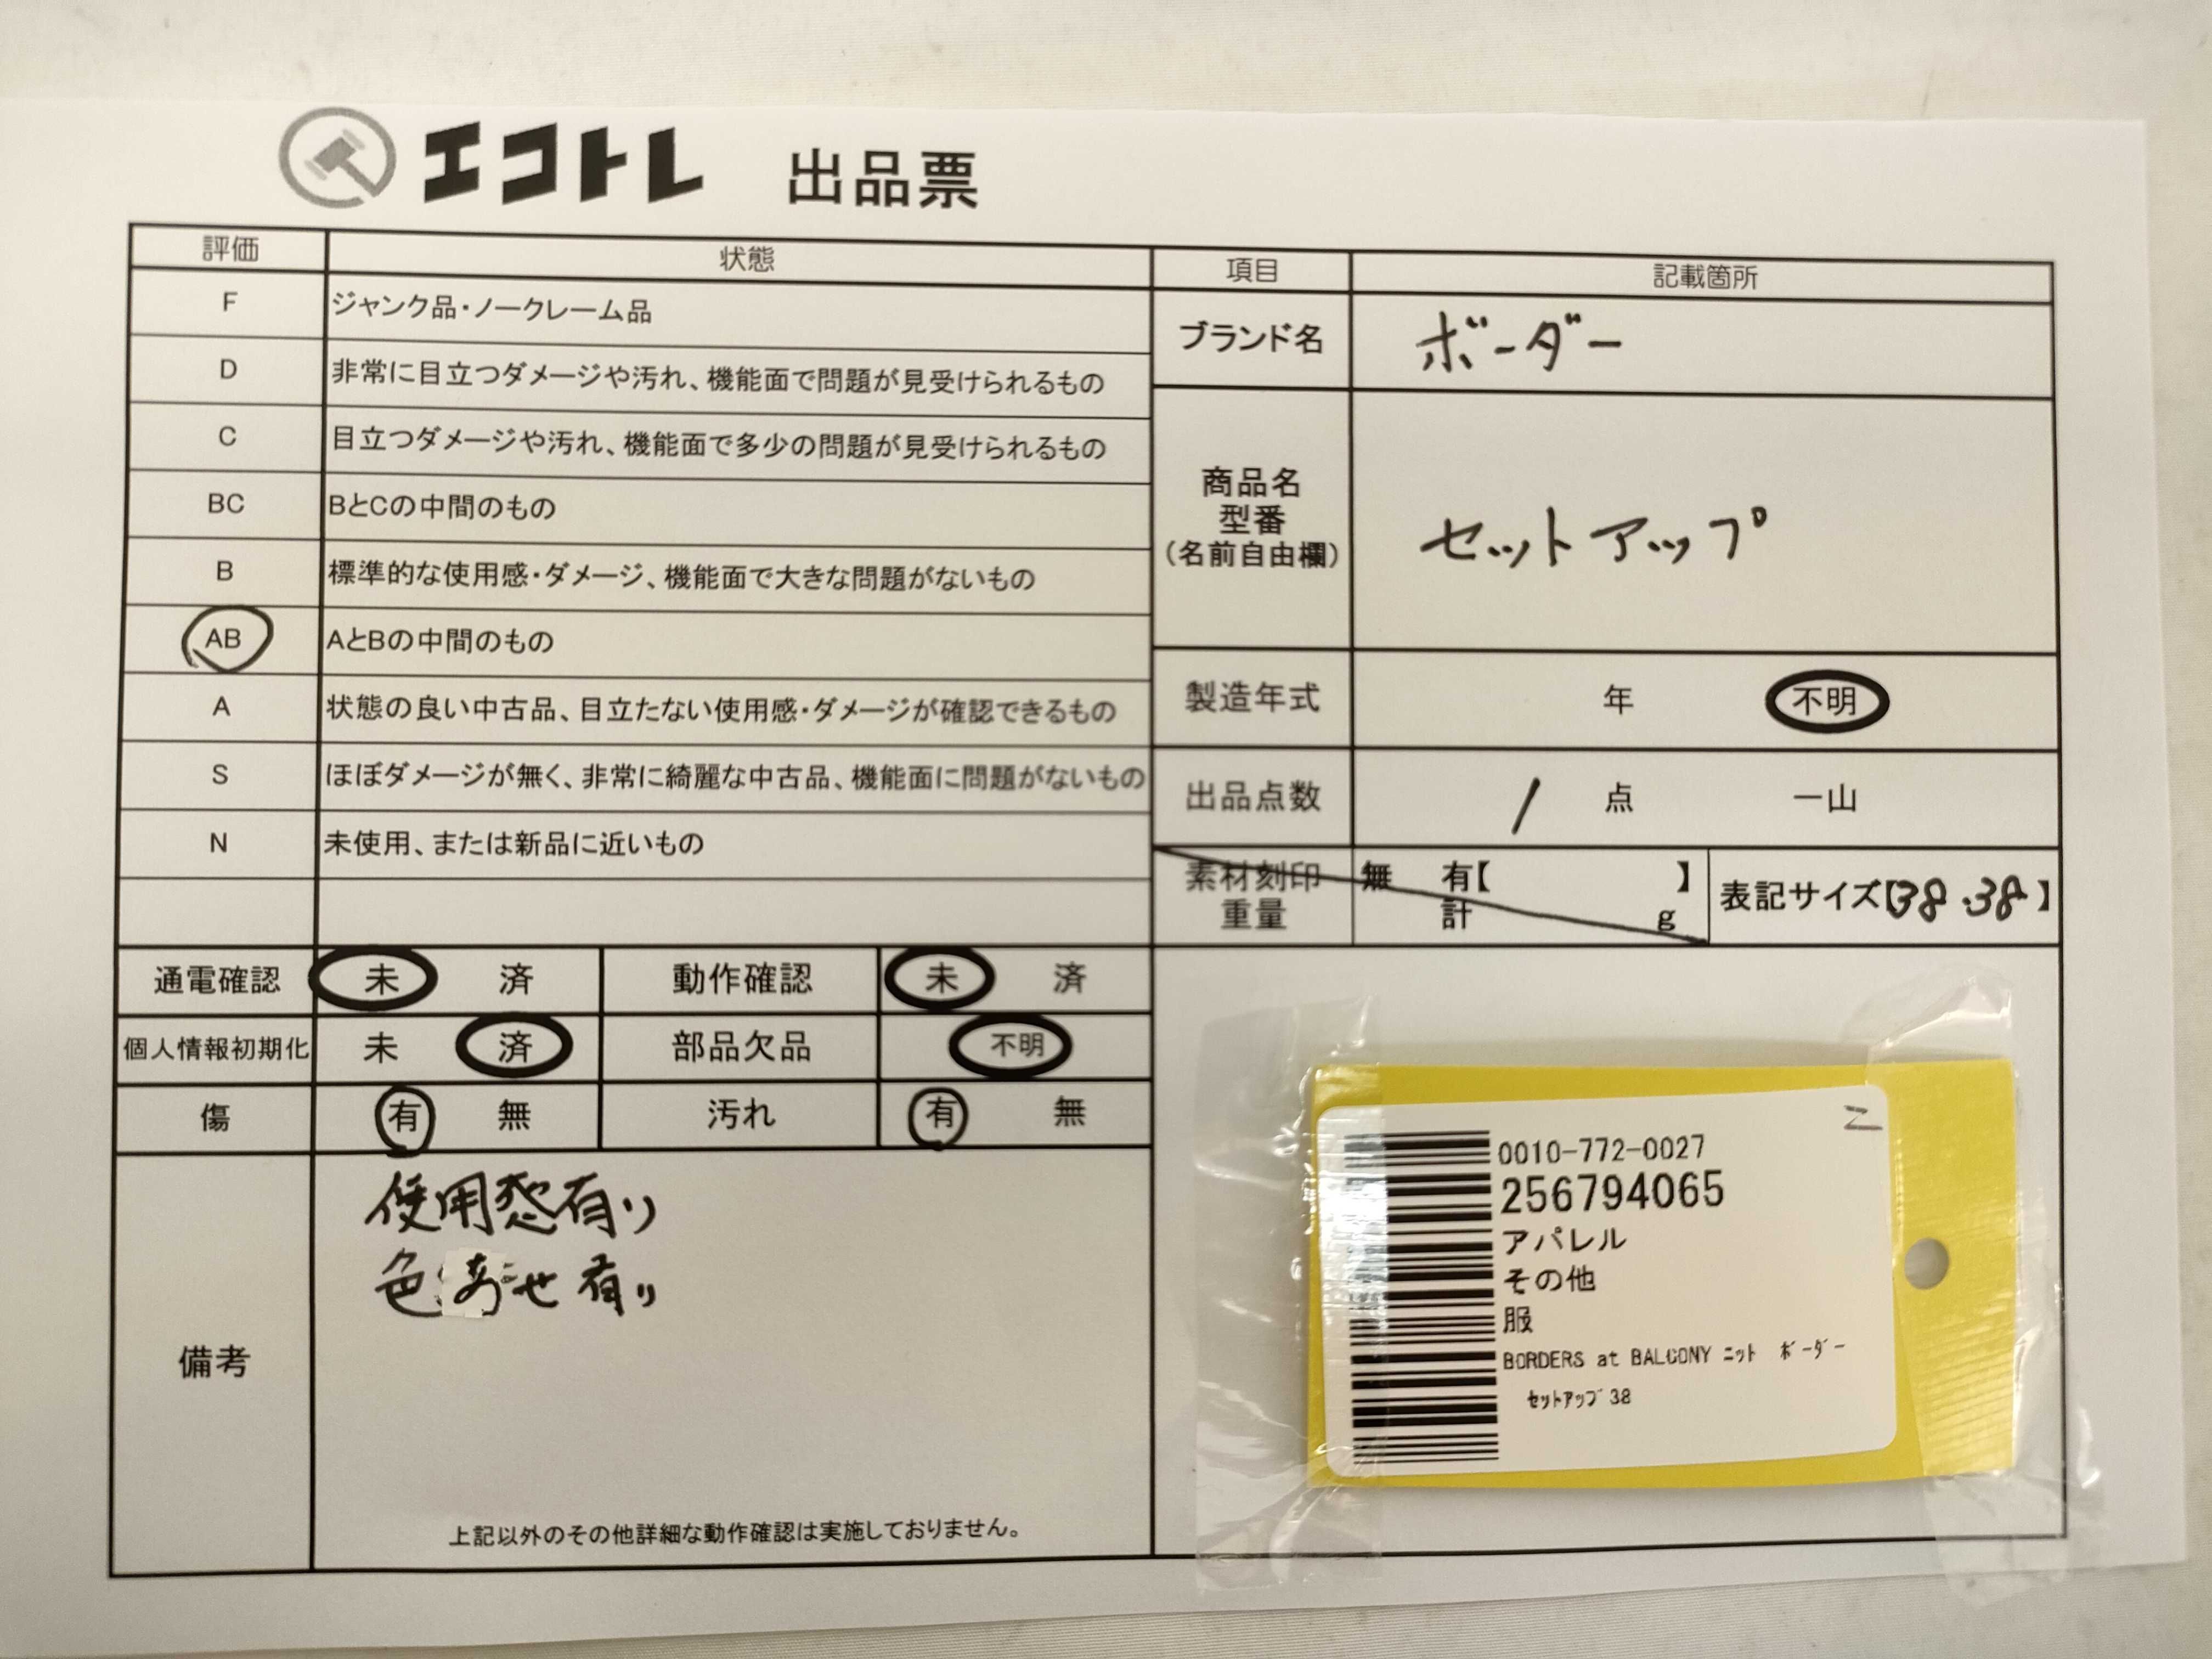 エコトレ 出品票
評価 状態
F ジャンク品・ノークレーム品
D 非常に目立つダメージや汚れ、機能面で問題が見受けられるもの
C 目立つダメージや汚れ、機能面で多少の問題が見受けられるもの
BC BとCの中間のもの
B 標準的な使用感・ダメージ、機能面で大きな問題がないもの
AB AとBの中間のもの
A 状態の良い中古品、目立たない使用感・ダメージが確認できるもの
S ほぼダメージが無く、非常に綺麗な中古品、機能面に問題がないもの
N 未使用、または新品に近いもの
項目 記載箇所
ブランド名 ボーダー
商品名
型番
(名前自由欄)
セットアップ
製造年式 年 不明
出品点数 1 点 一山
素材刻印 無 有【 】
重量 計 g
表記サイズ【38.38】
通電確認 未 済 動作確認 未 済
個人情報初期化 未 済 部品欠品 不明
傷 有 無 汚れ 有 無
備考
使用感有り
色あせ有り
上記以外のその他詳細な動作確認は実施しておりません。
0010-772-0027
256794065
アパレル
その他
服
BORDERS at BALCONY ニット ボーダー
セットアップ 38